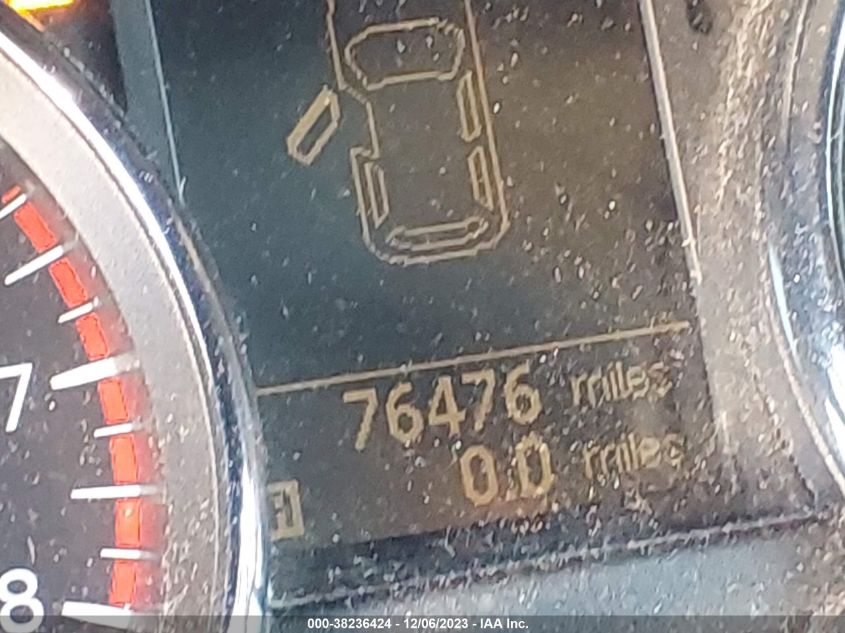 7
76476 miles
0.0 miles
8
000-38236424 - 12/06/2023 - IAA Inc.